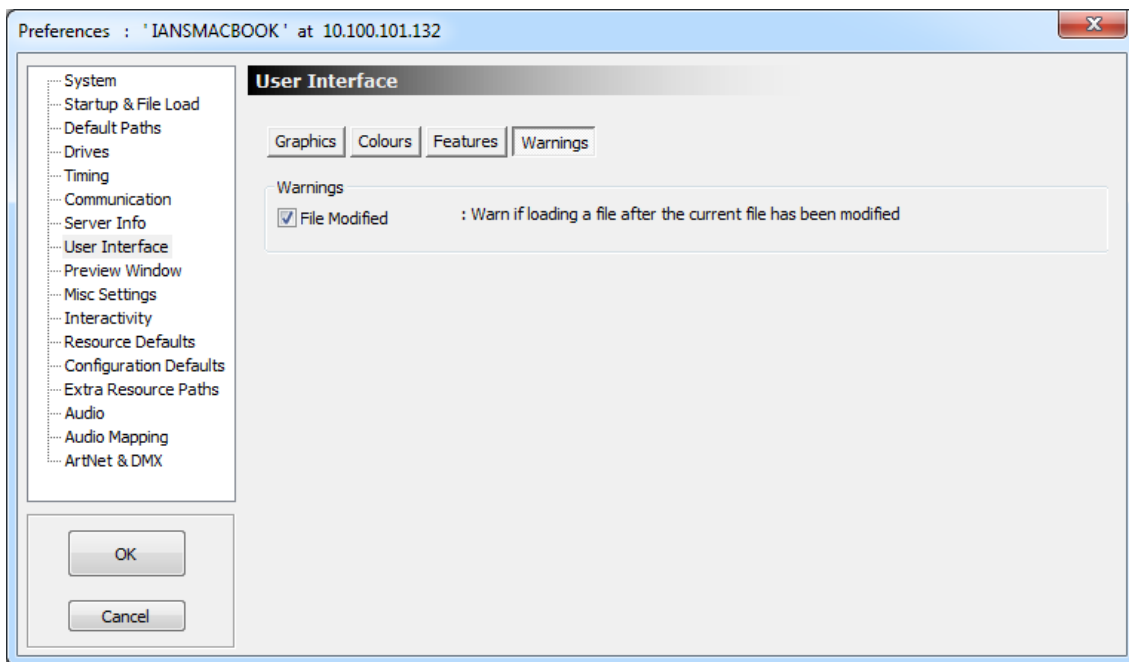 Preferences : ' IANSMACBOOK ' at 10.100.101.132
X
System
Startup & File Load
Default Paths
Drives
Timing
Communication
Server Info
User Interface
Preview Window
Misc Settings
Interactivity
Resource Defaults
Configuration Defaults
Extra Resource Paths
Audio
Audio Mapping
ArtNet & DMX
OK
Cancel
User Interface
Graphics Colours Features Warnings
Warnings
File Modified : Warn if loading a file after the current file has been modified